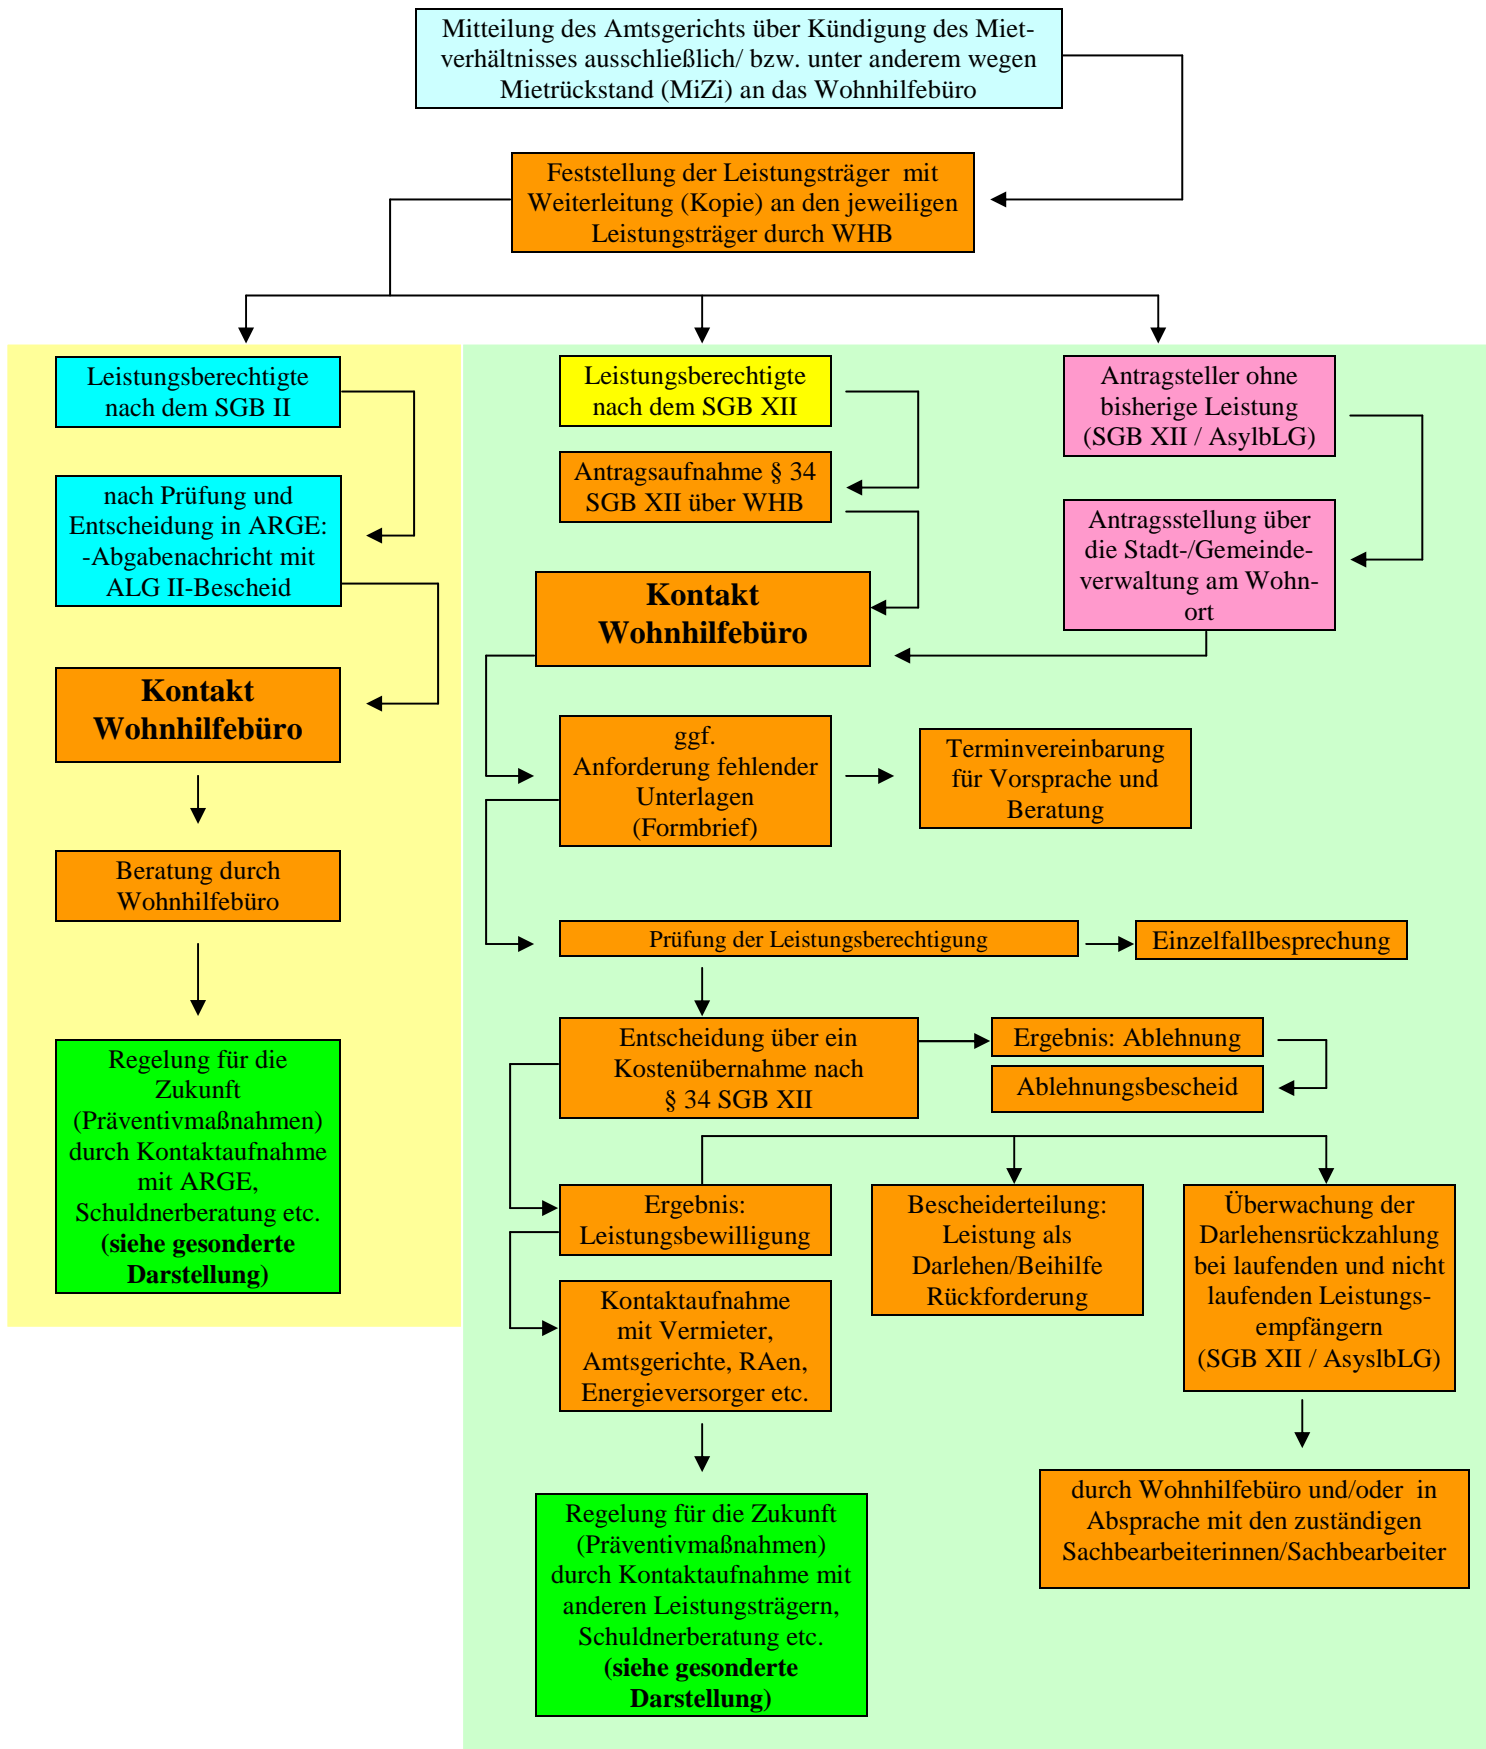 Mitteilung des Amtsgerichts über Kündigung des Miet-
verhältnisses ausschließlich/ bzw. unter anderem wegen
Mietrückstand (MiZi) an das Wohnhilfebüro
Feststellung der Leistungsträger mit
Weiterleitung (Kopie) an den jeweiligen
Leistungsträger durch WHB
Leistungsberechtigte
nach dem SGB II
nach Prüfung und
Entscheidung in ARGE:
-Abgabenachricht mit
ALG II-Bescheid
Kontakt
Wohnhilfebüro
Beratung durch
Wohnhilfebüro
Regelung für die
Zukunft
(Präventivmaßnahmen)
durch Kontaktaufnahme
mit ARGE,
Schuldnerberatung etc.
(siehe gesonderte
Darstellung)
Leistungsberechtigte
nach dem SGB XII
Antragsaufnahme § 34
SGB XII über WHB
Kontakt
Wohnhilfebüro
Antragsteller ohne
bisherige Leistung
(SGB XII / AsylbLG)
Antragsstellung über
die Stadt-/Gemeinde-
verwaltung am Wohn-
ort
ggf.
Anforderung fehlender
Unterlagen
(Formbrief)
Terminvereinbarung
für Vorsprache und
Beratung
Prüfung der Leistungsberechtigung
Einzelfallbesprechung
Entscheidung über ein
Kostenübernahme nach
§ 34 SGB XII
Ergebnis: Ablehnung
Ablehnungsbescheid
Ergebnis:
Leistungsbewilligung
Bescheiderteilung:
Leistung als
Darlehen/Beihilfe
Rückforderung
Überwachung der
Darlehensrückzahlung
bei laufenden und nicht
laufenden Leistungs-
empfängern
(SGB XII / AsyslbLG)
Kontaktaufnahme
mit Vermieter,
Amtsgerichte, RAen,
Energieversorger etc.
durch Wohnhilfebüro und/oder in
Absprache mit den zuständigen
Sachbearbeiterinnen/Sachbearbeiter
Regelung für die Zukunft
(Präventivmaßnahmen)
durch Kontaktaufnahme mit
anderen Leistungsträgern,
Schuldnerberatung etc.
(siehe gesonderte
Darstellung)